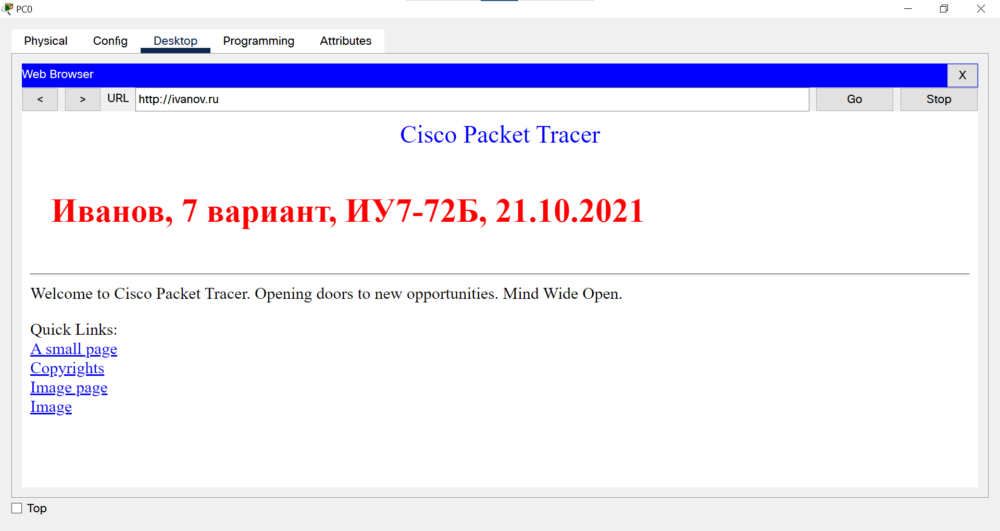 PC0
Physical Config Desktop Programming Attributes
Web Browser X
< > URL http://ivanov.ru Go Stop
Cisco Packet Tracer
Иванов, 7 вариант, ИУ7-72Б, 21.10.2021
Welcome to Cisco Packet Tracer. Opening doors to new opportunities. Mind Wide Open.
Quick Links:
A small page
Copyrights
Image page
Image
Top